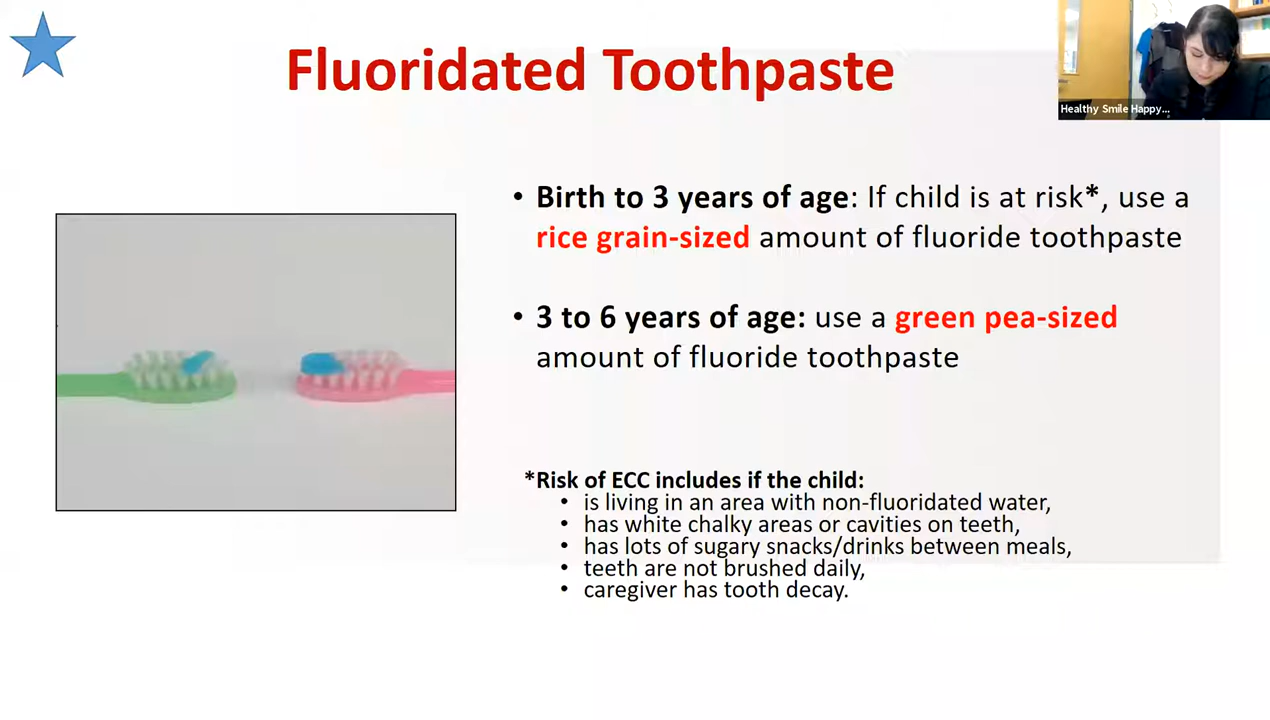 Fluoridated Toothpaste
Healthy Smile Happy...
• Birth to 3 years of age: If child is at risk*, use a
rice grain-sized amount of fluoride toothpaste
• 3 to 6 years of age: use a green pea-sized
amount of fluoride toothpaste
*Risk of ECC includes if the child:
• is living in an area with non-fluoridated water,
• has white chalky areas or cavities on teeth,
• has lots of sugary snacks/drinks between meals,
• teeth are not brushed daily,
• caregiver has tooth decay.